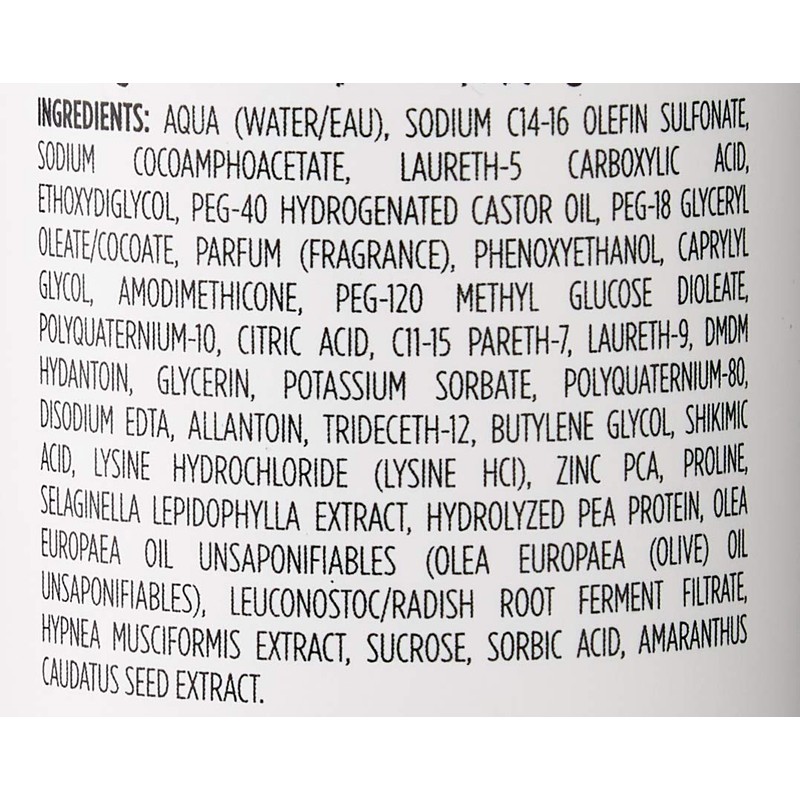 INGREDIENTS: AQUA (WATER/EAU), SODIUM C14-16 OLEFIN SULFONATE,
SODIUM COCOAMPHOACETATE, LAURETH-5 CARBOXYLIC ACID,
ETHOXYDIGLYCOL, PEG-40 HYDROGENATED CASTOR OIL, PEG-18 GLYCERYL
OLEATE/COCOATE, PARFUM (FRAGRANCE), PHENOXYETHANOL, CAPRYLYL
GLYCOL, AMODIMETHICONE, PEG-120 METHYL GLUCOSE DIOLEATE,
POLYQUATERNIUM-10, CITRIC ACID, C11-15 PARETH-7, LAURETH-9, DMDM
HYDANTOIN, GLYCERIN, POTASSIUM SORBATE, POLYQUATERNIUM-80,
DISODIUM EDTA, ALLANTOIN, TRIDECETH-12, BUTYLENE GLYCOL, SHIKIMIC
ACID, LYSINE HYDROCHLORIDE (LYSINE HCl), ZINC PCA, PROLINE,
SELAGINELLA LEPIDOPHYLLA EXTRACT, HYDROLYZED PEA PROTEIN, OLEA
EUROPAEA OIL UNSAPONIFIABLES (OLEA EUROPAEA (OLIVE) OIL
UNSAPONIFIABLES), LEUCONOSTOC/RADISH ROOT FERMENT FILTRATE,
HYPNEA MUSCIFORMIS EXTRACT, SUCROSE, SORBIC ACID, AMARANTHUS
CAUDATUS SEED EXTRACT.